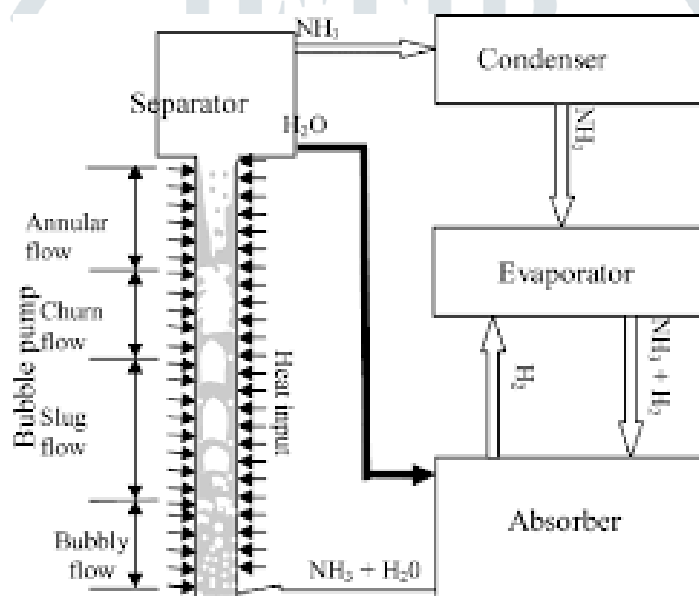 NH₃
Condenser
Separator
H₂O
NH₃
Annular
flow
Evaporator
Bubble pump
Churn
flow
Heat input
H₂
NH₃ + H₂
Slug
flow
Absorber
Bubbly
flow
NH₃ + H₂0